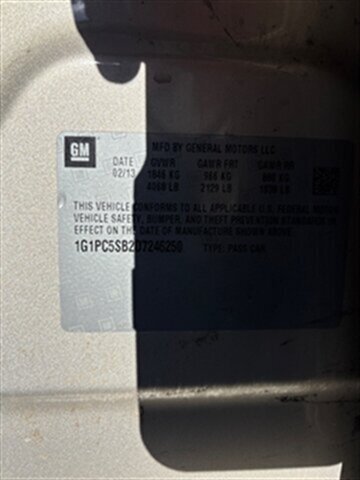 GM
MFD BY GENERAL MOTORS LLC
DATE GVWR GAWR FRT GAWR RR
02/13 1846 KG 966 KG 880 KG
4069 LB 2129 LB 1939 LB
THIS VEHICLE CONFORMS TO ALL APPLICABLE U.S. FEDERAL MOTOR
VEHICLE SAFETY, BUMPER, AND THEFT PREVENTION STANDARDS IN
EFFECT ON THE DATE OF MANUFACTURE SHOWN ABOVE.
1G1PC5SB2D7246250 TYPE: PASS CAR